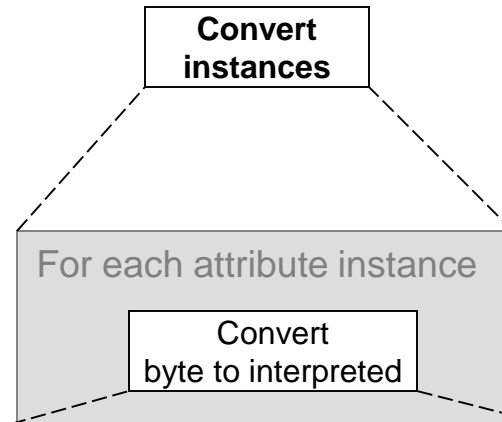 Convert
instances
For each attribute instance
Convert
byte to interpreted